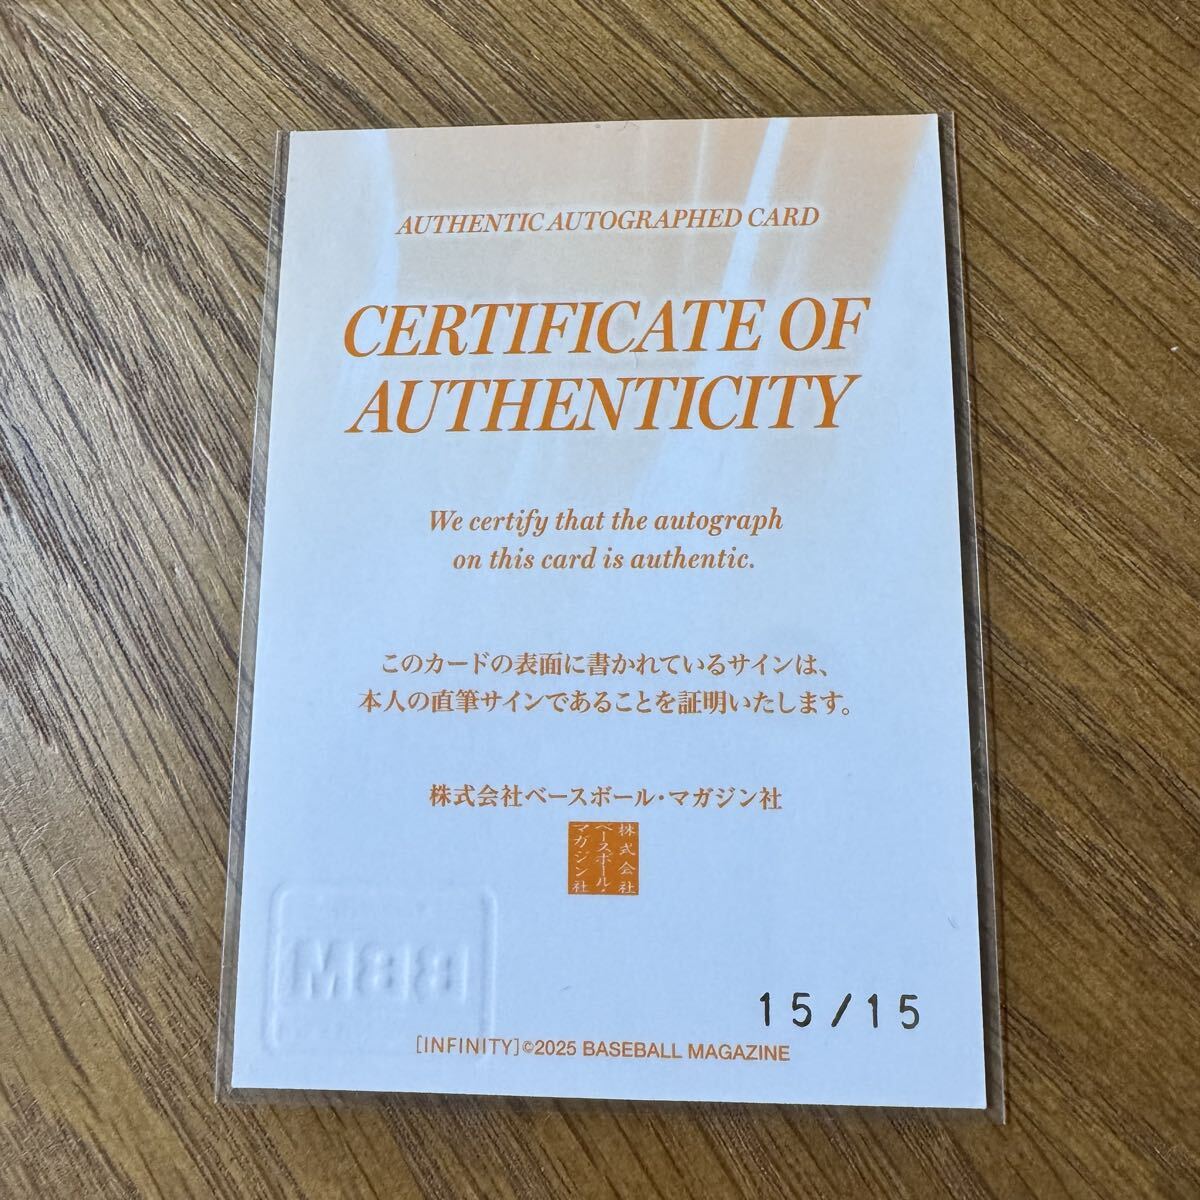 AUTHENTIC AUTOGRAPHED CARD
CERTIFICATE OF
AUTHENTICITY
We certify that the autograph
on this card is authentic.
このカードの表面に書かれているサインは、
本人の直筆サインであることを証明いたします。
株式会社ベースボール・マガジン社
株式会社
ベースボール・
マガジン社
BBM
15/15
[INFINITY]©2025 BASEBALL MAGAZINE